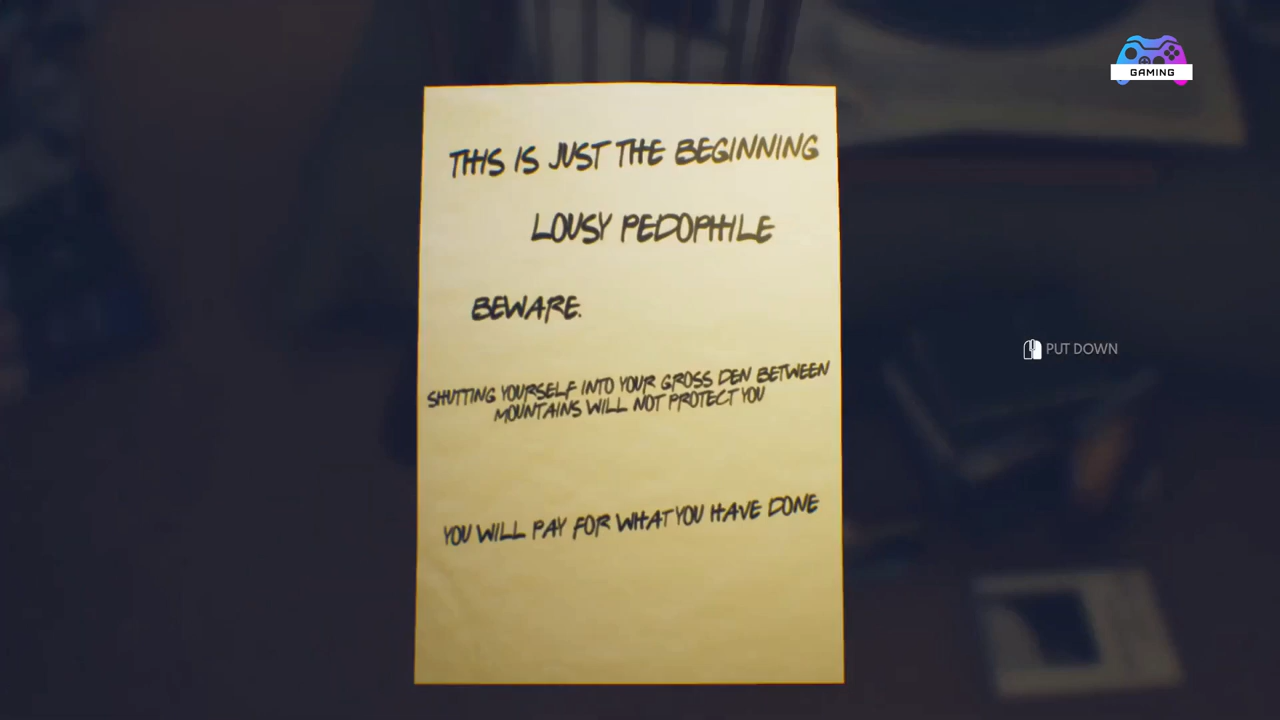 GAMING
THIS IS JUST THE BEGINNING
LOUSY PEDOPHILE
BEWARE.
PUT DOWN
SHUTTING YOURSELF INTO YOUR GROSS DEN BETWEEN
MOUNTAINS WILL NOT PROTECT YOU
YOU WILL PAY FOR WHAT YOU HAVE DONE